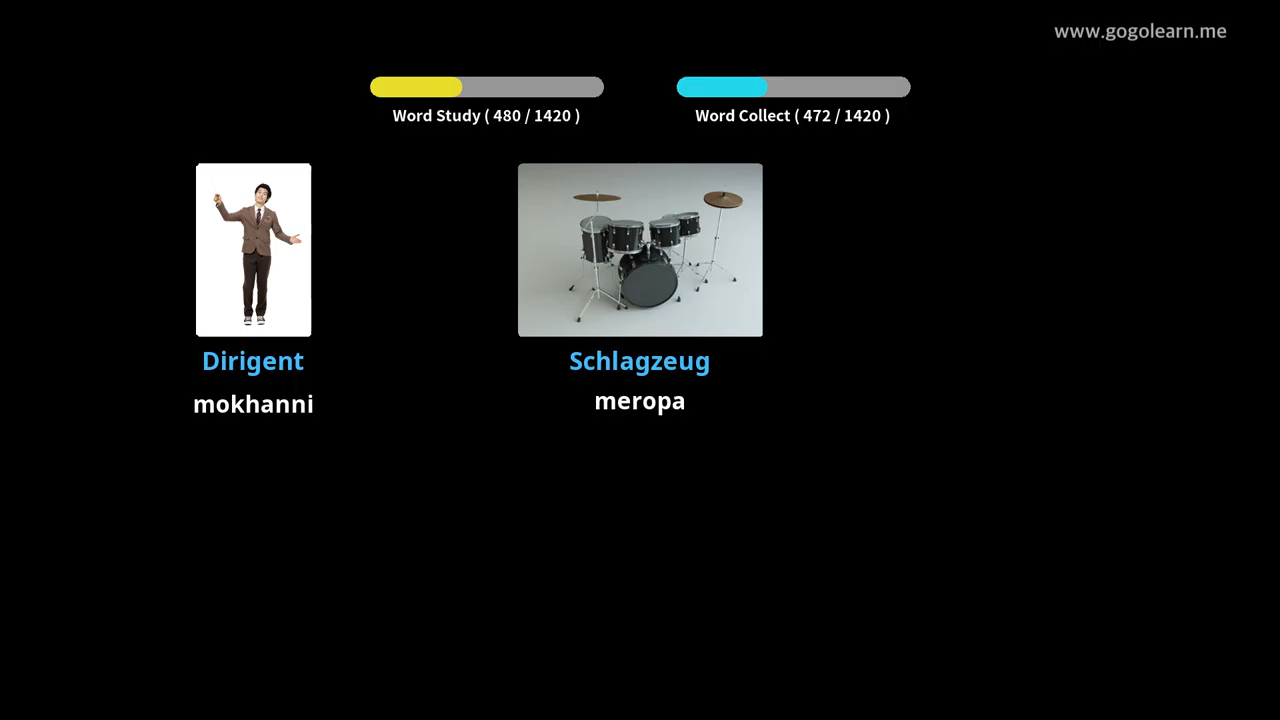 www.gogolearn.me
Word Study ( 480 / 1420 )
Word Collect ( 472 / 1420 )
Dirigent
mokhanni
Schlagzeug
meropa